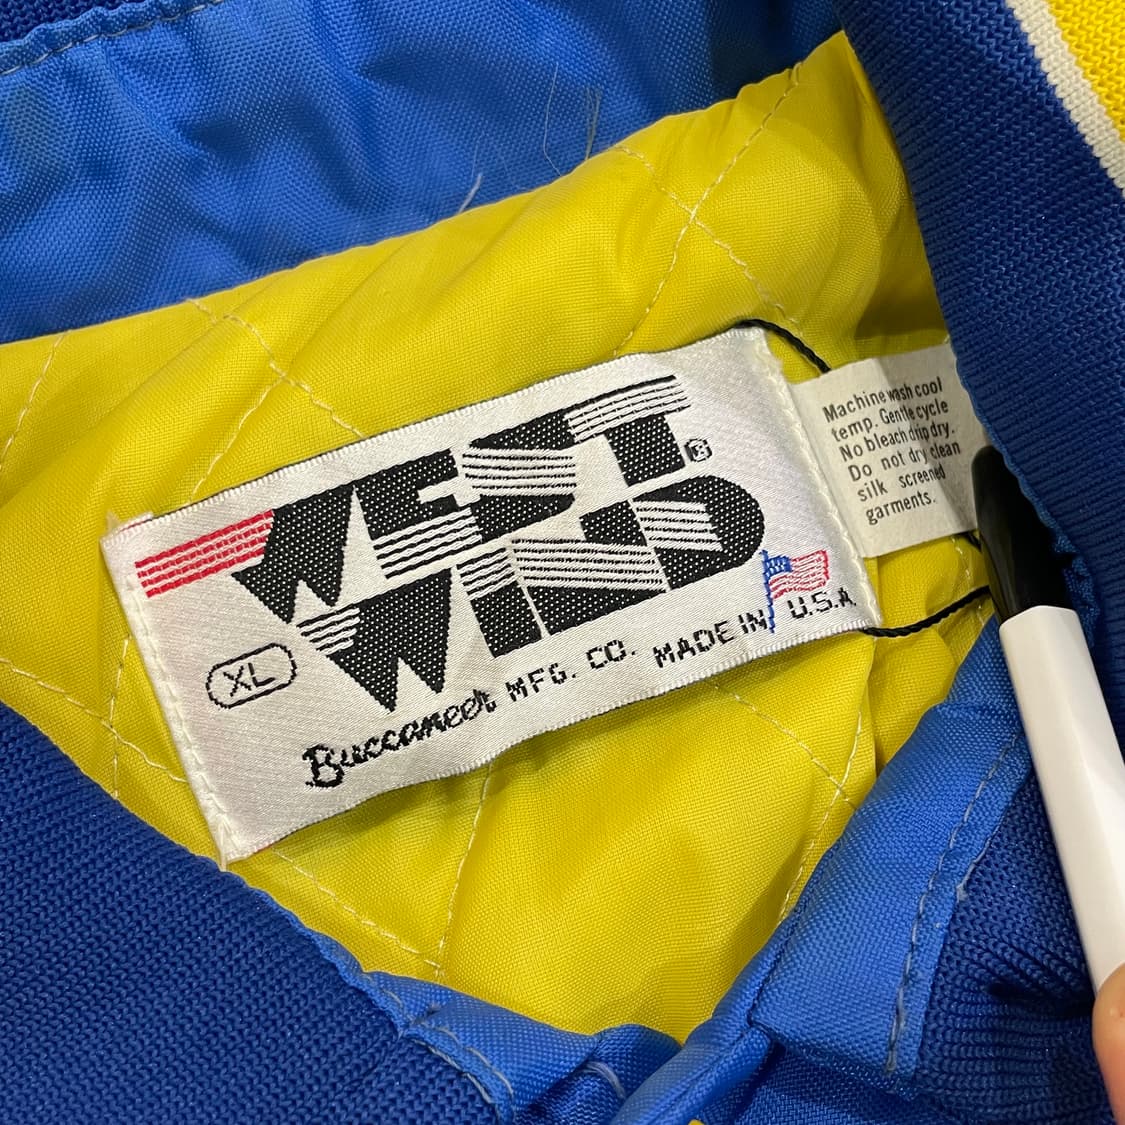 WEST®
WIND
XL
Buccaneer MFG. CO. MADE IN U.S.A
Machine wash cool
temp. Gentle cycle
No bleach drip dry.
Do not dry clean
silk screened
garments.